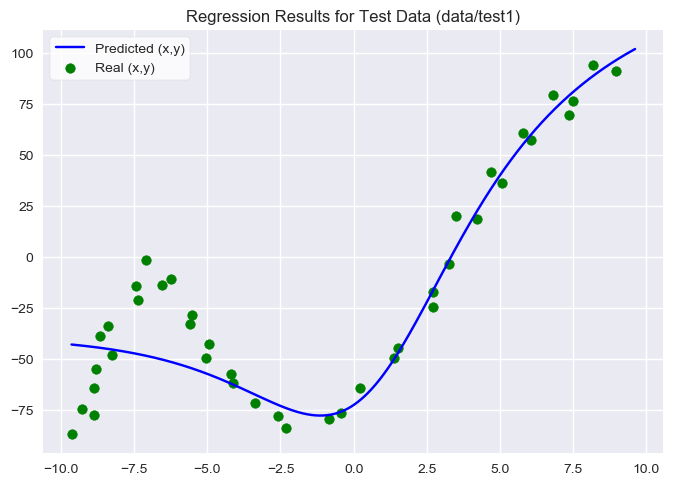 Regression Results for Test Data (data/test1)
Predicted (x,y)
Real (x,y)
100
75
50
25
0
−25
−50
−75
−10.0 −7.5 −5.0 −2.5 0.0 2.5 5.0 7.5 10.0